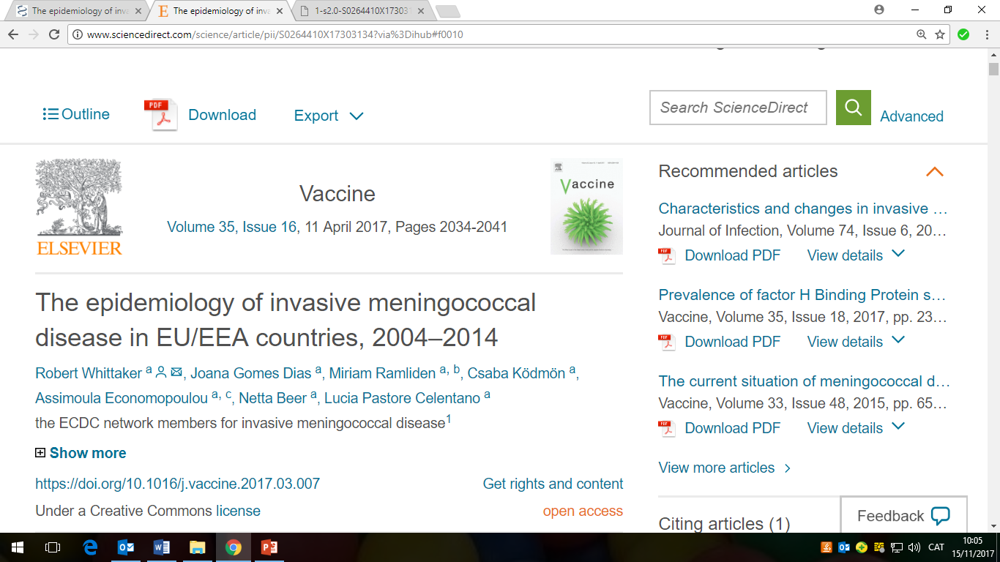 The epidemiology of inva
The epidemiology of inva
1-s2.0-S0264410X173031
www.sciencedirect.com/science/article/pii/S0264410X17303134?via%3Dihub#f0010
Outline
PDF
Download
Export
Search ScienceDirect
Advanced
ELSEVIER
Vaccine
Volume 35, Issue 16, 11 April 2017, Pages 2034-2041
Vaccine
The epidemiology of invasive meningococcal
disease in EU/EEA countries, 2004–2014
Robert Whittaker a, Joana Gomes Dias a, Miriam Ramliden a, b, Csaba Ködmön a,
Assimoula Economopoulou a, c, Netta Beer a, Lucia Pastore Celentano a
the ECDC network members for invasive meningococcal disease1
Show more
https://doi.org/10.1016/j.vaccine.2017.03.007
Get rights and content
Under a Creative Commons license
open access
Recommended articles
Characteristics and changes in invasive …
Journal of Infection, Volume 74, Issue 6, 20…
PDF
Download PDF
View details
Prevalence of factor H Binding Protein s…
Vaccine, Volume 35, Issue 18, 2017, pp. 23…
PDF
Download PDF
View details
The current situation of meningococcal d…
Vaccine, Volume 33, Issue 48, 2015, pp. 65…
PDF
Download PDF
View details
View more articles
Citing articles (1)
Feedback
CAT
10:05
15/11/2017